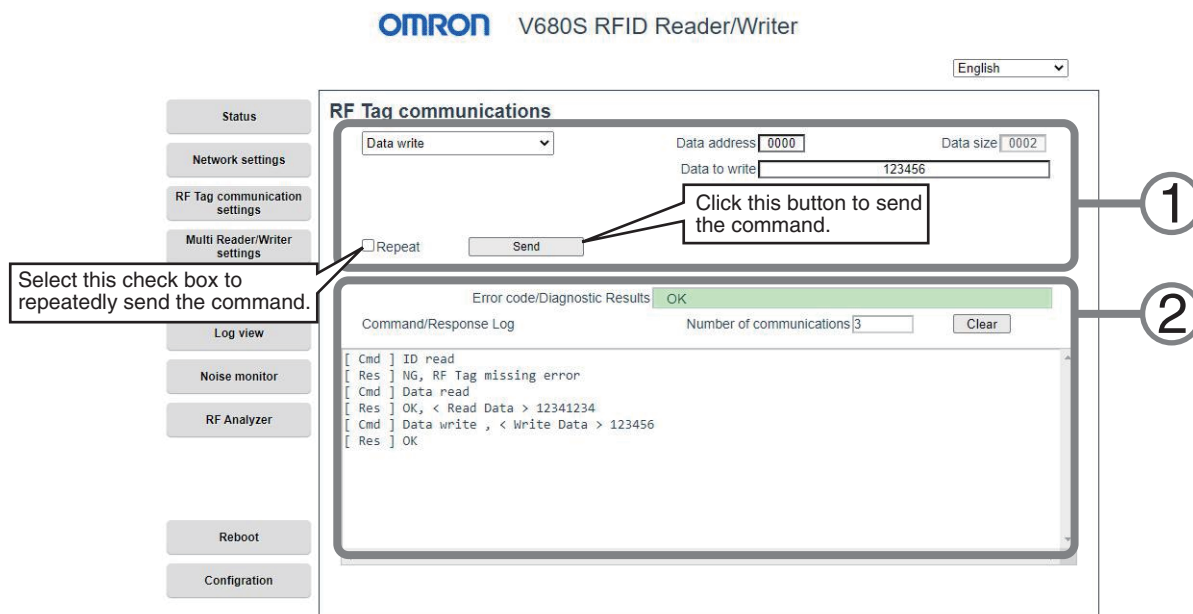 OMRON V680S RFID Reader/Writer
English
Status
Network settings
RF Tag communication
settings
Multi Reader/Writer
settings
Log view
Noise monitor
RF Analyzer
Reboot
Configration
RF Tag communications
Data write
Data address 0000 Data size 0002
Data to write 123456
Click this button to send
the command.
Repeat Send
Select this check box to
repeatedly send the command.
1
Error code/Diagnostic Results OK
Command/Response Log Number of communications 3 Clear
[ Cmd ] ID read
[ Res ] NG, RF Tag missing error
[ Cmd ] Data read
[ Res ] OK, < Read Data > 12341234
[ Cmd ] Data write , < Write Data > 123456
[ Res ] OK
2